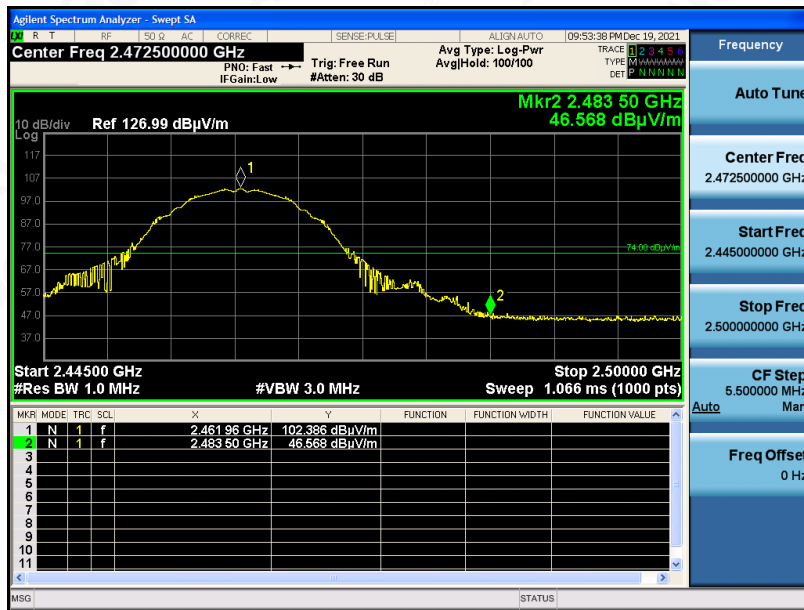 Agilent Spectrum Analyzer - Swept SA
LXI R T RF 50 Ω AC CORREC SENSE:PULSE ALIGN AUTO 09:53:38 PM Dec 19, 2021
Center Freq 2.472500000 GHz
PNO: Fast
IFGain:Low
Trig: Free Run
#Atten: 30 dB
Avg Type: Log-Pwr
Avg|Hold: 100/100
TRACE 1 2 3 4 5 6
TYPE M W W W W W
DET P N N N N N
Mkr2 2.483 50 GHz
46.568 dBµV/m
10 dB/div Ref 126.99 dBµV/m
Log
117
107
97.0
87.0
77.0
67.0
57.0
47.0
37.0
1
74.00 dBµV/m
2
Start 2.44500 GHz Stop 2.50000 GHz
#Res BW 1.0 MHz #VBW 3.0 MHz Sweep 1.066 ms (1000 pts)
MKR MODE TRC SCL X Y FUNCTION FUNCTION WIDTH FUNCTION VALUE
1 N 1 f 2.461 96 GHz 102.386 dBµV/m
2 N 1 f 2.483 50 GHz 46.568 dBµV/m
3
4
5
6
7
8
9
10
11
MSG STATUS
Frequency
Auto Tune
Center Freq
2.472500000 GHz
Start Freq
2.445000000 GHz
Stop Freq
2.500000000 GHz
CF Step
5.500000 MHz
Auto Man
Freq Offset
0 Hz